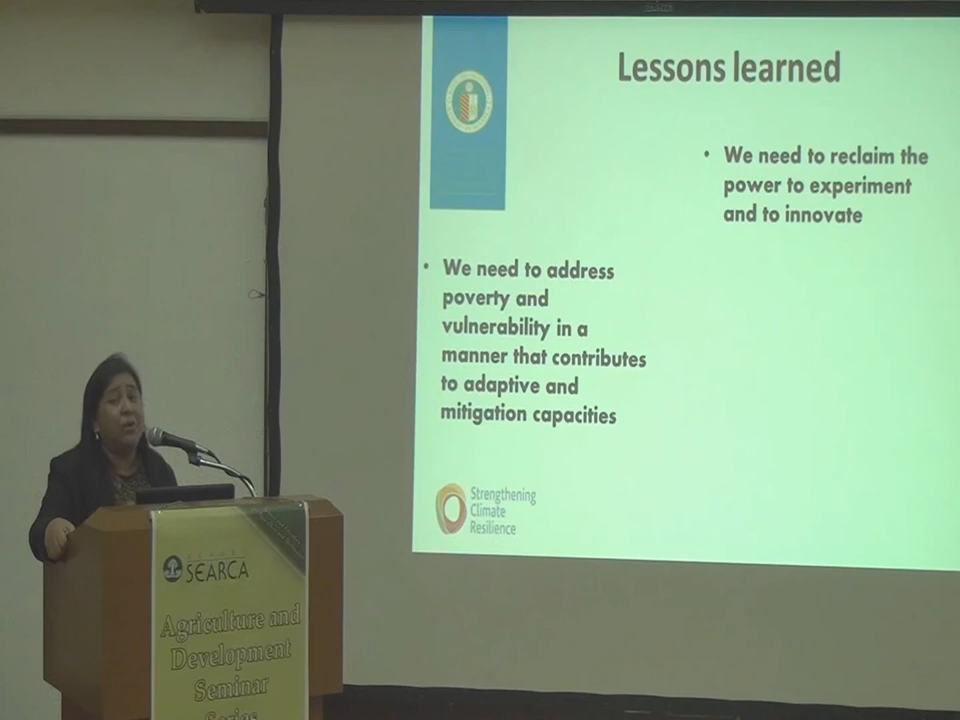 Lessons learned
• We need to reclaim the
power to experiment
and to innovate
• We need to address
poverty and
vulnerability in a
manner that contributes
to adaptive and
mitigation capacities
Strengthening
Climate
Resilience
SEARCA
Agriculture and
Development
Seminar
Series